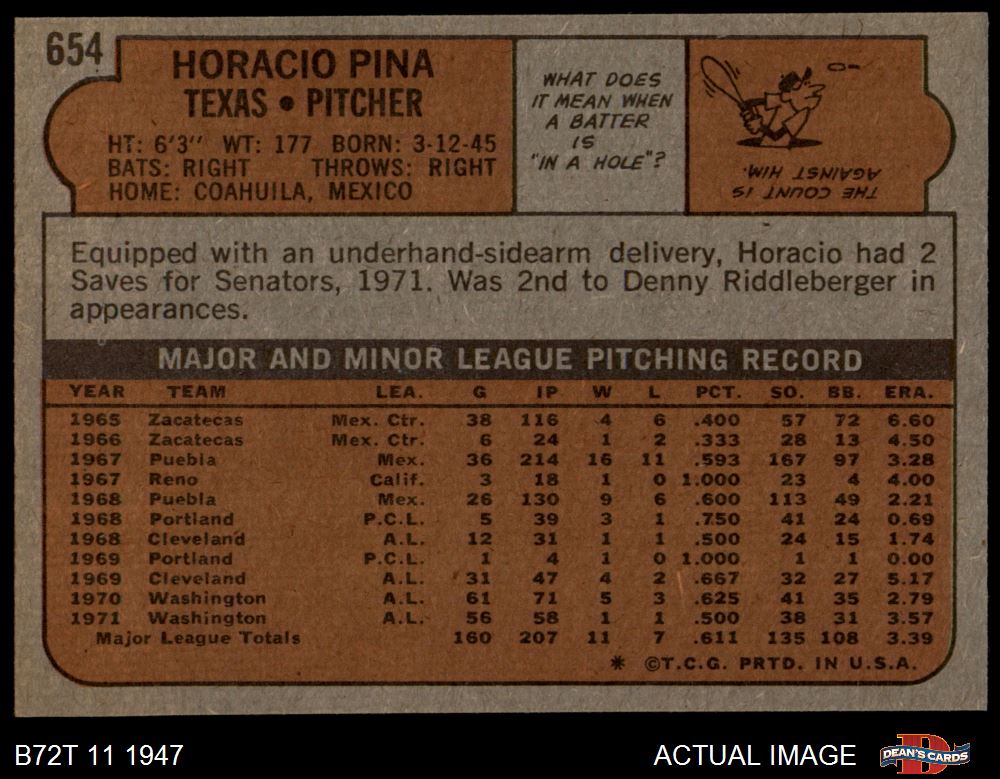 654
HORACIO PINA
TEXAS • PITCHER
HT: 6'3" WT: 177 BORN: 3-12-45
BATS: RIGHT THROWS: RIGHT
HOME: COAHUILA, MEXICO
WHAT DOES
IT MEAN WHEN
A BATTER
IS
"IN A HOLE"?
THE COUNT IS
AGAINST HIM.
Equipped with an underhand-sidearm delivery, Horacio had 2
Saves for Senators, 1971. Was 2nd to Denny Riddleberger in
appearances.
MAJOR AND MINOR LEAGUE PITCHING RECORD
YEAR TEAM LEA. G IP W L PCT. SO. BB. ERA.
1965 Zacatecas Mex. Ctr. 38 116 4 6 .400 57 72 6.60
1966 Zacatecas Mex. Ctr. 6 24 1 2 .333 28 13 4.50
1967 Puebla Mex. 36 214 16 11 .593 167 97 3.28
1967 Reno Calif. 3 18 1 0 1.000 23 4 4.00
1968 Puebla Mex. 26 130 9 6 .600 113 49 2.21
1968 Portland P.C.L. 5 39 3 1 .750 41 24 0.69
1968 Cleveland A.L. 12 31 1 1 .500 24 15 1.74
1969 Portland P.C.L. 1 4 1 0 1.000 1 1 0.00
1969 Cleveland A.L. 31 47 4 2 .667 32 27 5.17
1970 Washington A.L. 61 71 5 3 .625 41 35 2.79
1971 Washington A.L. 56 58 1 1 .500 38 31 3.57
Major League Totals 160 207 11 7 .611 135 108 3.39
* ©T.C.G. PRTD. IN U.S.A.
B72T 11 1947
ACTUAL IMAGE
DEAN'S CARDS